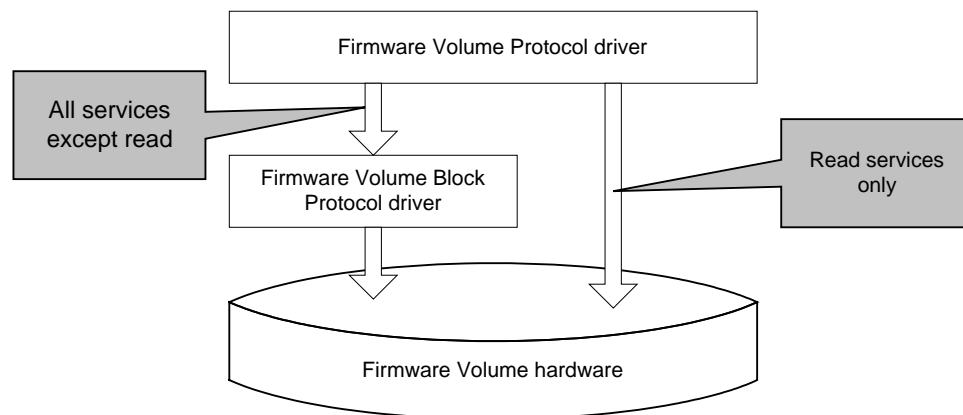 Firmware Volume Protocol driver
All services
except read
Firmware Volume Block
Protocol driver
Read services
only
Firmware Volume hardware